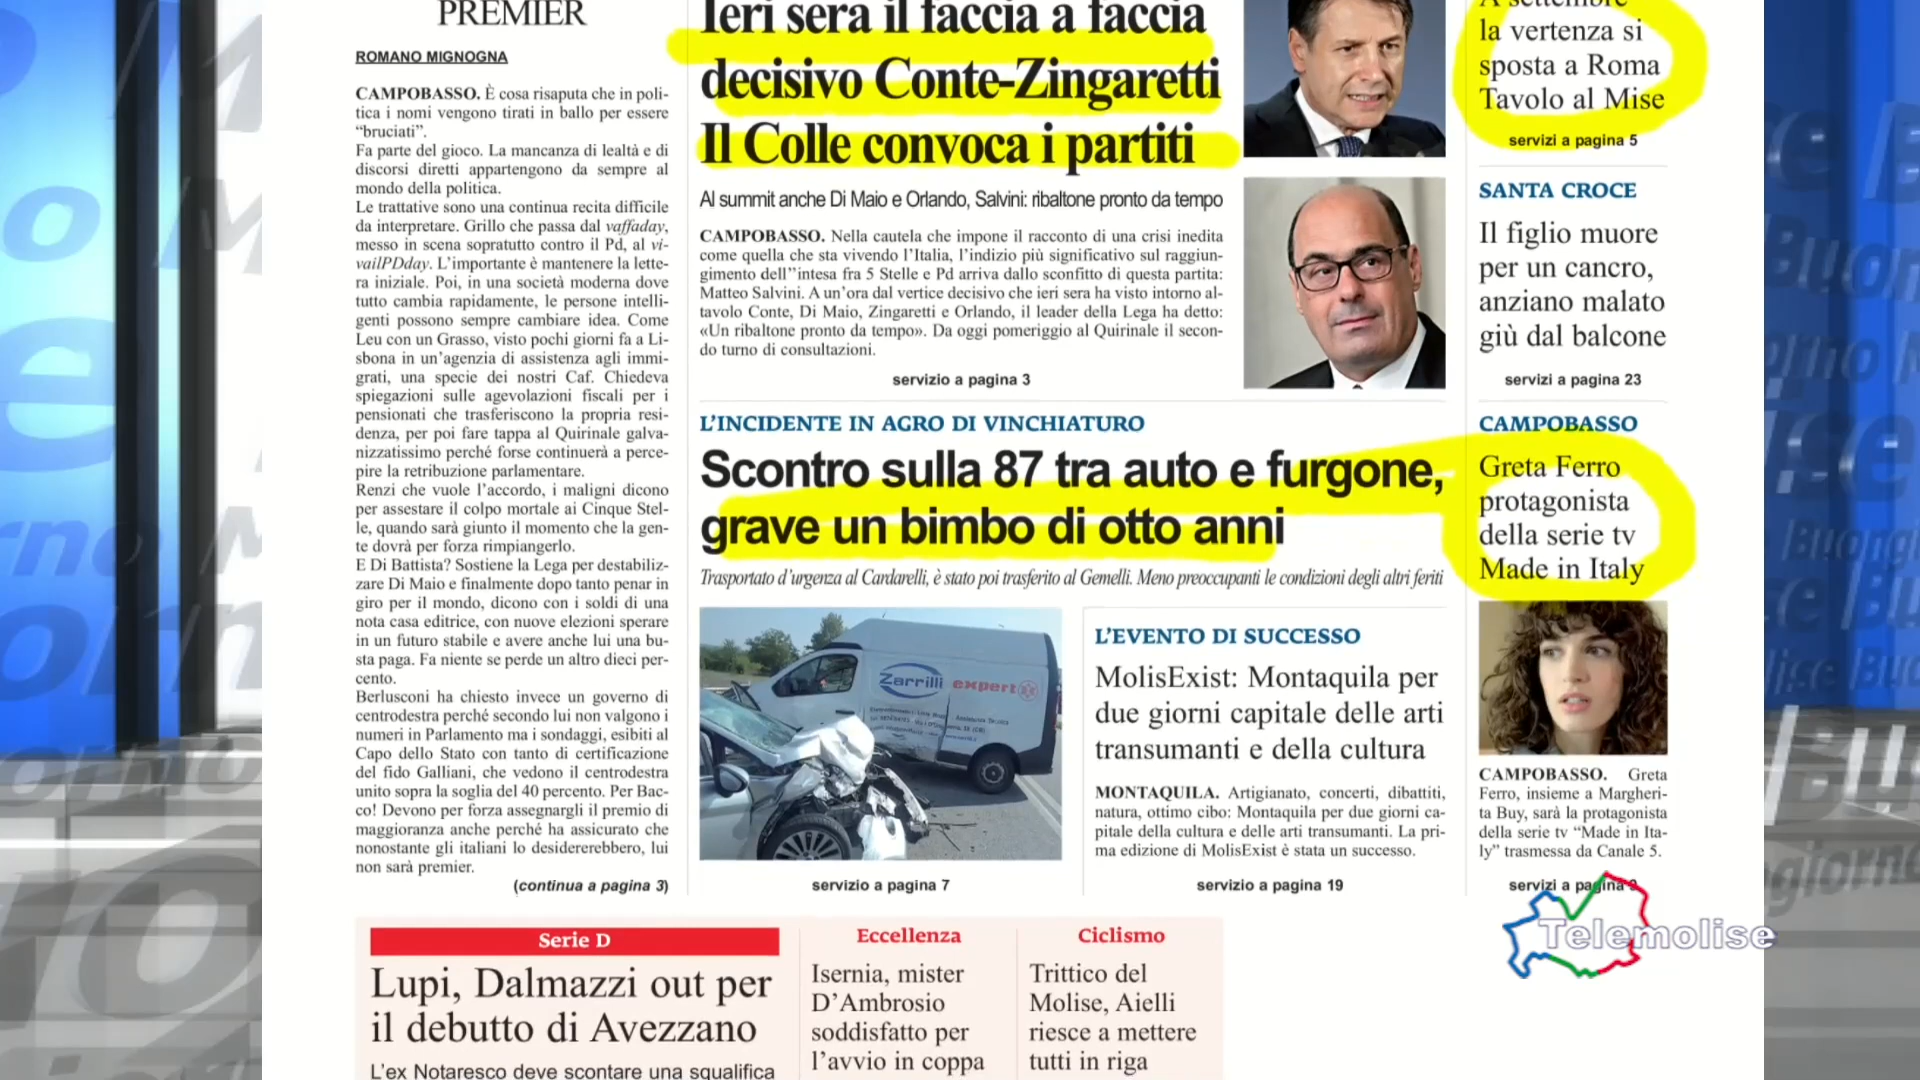 PREMIER
ROMANO MIGNOGNA
CAMPOBASSO. È cosa risaputa che in poli-
tica i nomi vengono tirati in ballo per essere
“bruciati”.
Fa parte del gioco. La mancanza di lealtà e di
discorsi diretti appartengono da sempre al
mondo della politica.
Le trattative sono una continua recita difficile
da interpretare. Grillo che passa dal vaffaday,
messo in scena sopratutto contro il Pd, al vi-
vailPDday. L’importante è mantenere la lette-
ra iniziale. Poi, in una società moderna dove
tutto cambia rapidamente, le persone intelli-
genti possono sempre cambiare idea. Come
Leu con un Grasso, visto pochi giorni fa a Li-
sbona in un’agenzia di assistenza agli immi-
grati, una specie dei nostri Caf. Chiedeva
spiegazioni sulle agevolazioni fiscali per i
pensionati che trasferiscono la propria resi-
denza, per poi fare tappa al Quirinale galva-
nizzatissimo perché forse continuerà a perce-
pire la retribuzione parlamentare.
Renzi che vuole l’accordo, i maligni dicono
per assestare il colpo mortale ai Cinque Stel-
le, quando sarà giunto il momento che la gen-
te dovrà per forza rimpiangerlo.
E Di Battista? Sostiene la Lega per destabiliz-
zare Di Maio e finalmente dopo tanto penar in
giro per il mondo, dicono con i soldi di una
nota casa editrice, con nuove elezioni sperare
in un futuro stabile e avere anche lui una bu-
sta paga. Fa niente se perde un altro dieci per-
cento.
Berlusconi ha chiesto invece un governo di
centrodestra perché secondo lui non valgono i
numeri in Parlamento ma i sondaggi, esibiti al
Capo dello Stato con tanto di certificazione
del fido Galliani, che vedono il centrodestra
unito sopra la soglia del 40 percento. Per Bac-
co! Devono per forza assegnargli il premio di
maggioranza anche perché ha assicurato che
nonostante gli italiani lo desidererebbero, lui
non sarà premier.
(continua a pagina 3)
Ieri sera il faccia a faccia
decisivo Conte-Zingaretti
Il Colle convoca i partiti
Al summit anche Di Maio e Orlando, Salvini: ribaltone pronto da tempo
CAMPOBASSO. Nella cautela che impone il racconto di una crisi inedita
come quella che sta vivendo l’Italia, l’indizio più significativo sul raggiun-
gimento dell’’intesa fra 5 Stelle e Pd arriva dallo sconfitto di questa partita:
Matteo Salvini. A un’ora dal vertice decisivo che ieri sera ha visto intorno al-
tavolo Conte, Di Maio, Zingaretti e Orlando, il leader della Lega ha detto:
«Un ribaltone pronto da tempo». Da oggi pomeriggio al Quirinale il secon-
do turno di consultazioni.
servizio a pagina 3
L’INCIDENTE IN AGRO DI VINCHIATURO
Scontro sulla 87 tra auto e furgone,
grave un bimbo di otto anni
Trasportato d’urgenza al Cardarelli, è stato poi trasferito al Gemelli. Meno preoccupanti le condizioni degli altri feriti
Zarrilli expert
servizio a pagina 7
L’EVENTO DI SUCCESSO
MolisExist: Montaquila per
due giorni capitale delle arti
transumanti e della cultura
MONTAQUILA. Artigianato, concerti, dibattiti,
natura, ottimo cibo: Montaquila per due giorni ca-
pitale della cultura e delle arti transumanti. La pri-
ma edizione di MolisExist è stata un successo.
servizio a pagina 19
A settembre
la vertenza si
sposta a Roma
Tavolo al Mise
servizi a pagina 5
SANTA CROCE
Il figlio muore
per un cancro,
anziano malato
giù dal balcone
servizi a pagina 23
CAMPOBASSO
Greta Ferro
protagonista
della serie tv
Made in Italy
CAMPOBASSO. Greta
Ferro, insieme a Margheri-
ta Buy, sarà la protagonista
della serie tv “Made in Ita-
ly” trasmessa da Canale 5.
servizi a pagina
Telemolise
Serie D
Lupi, Dalmazzi out per
il debutto di Avezzano
L’ex Notaresco deve scontare una squalifica
Eccellenza
Isernia, mister
D’Ambrosio
soddisfatto per
l’avvio in coppa
Ciclismo
Trittico del
Molise, Aielli
riesce a mettere
tutti in riga